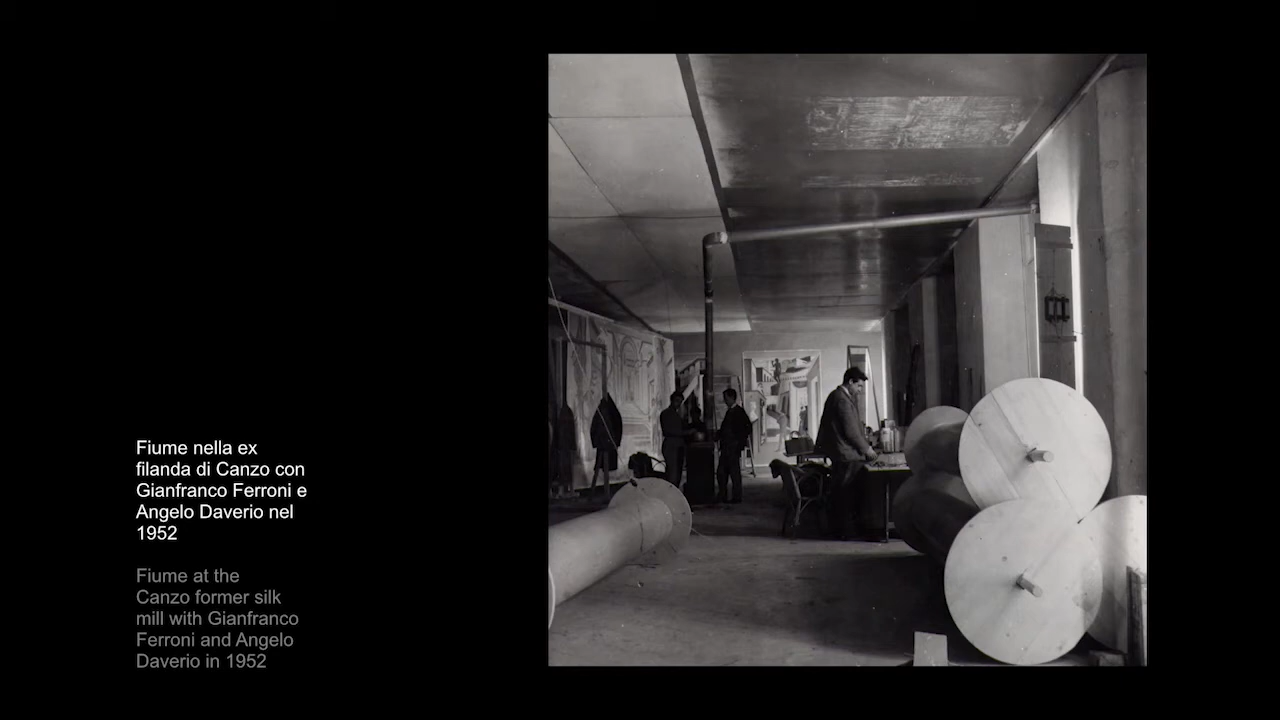 Fiume nella ex
filanda di Canzo con
Gianfranco Ferroni e
Angelo Daverio nel
1952
Fiume at the
Canzo former silk
mill with Gianfranco
Ferroni and Angelo
Daverio in 1952